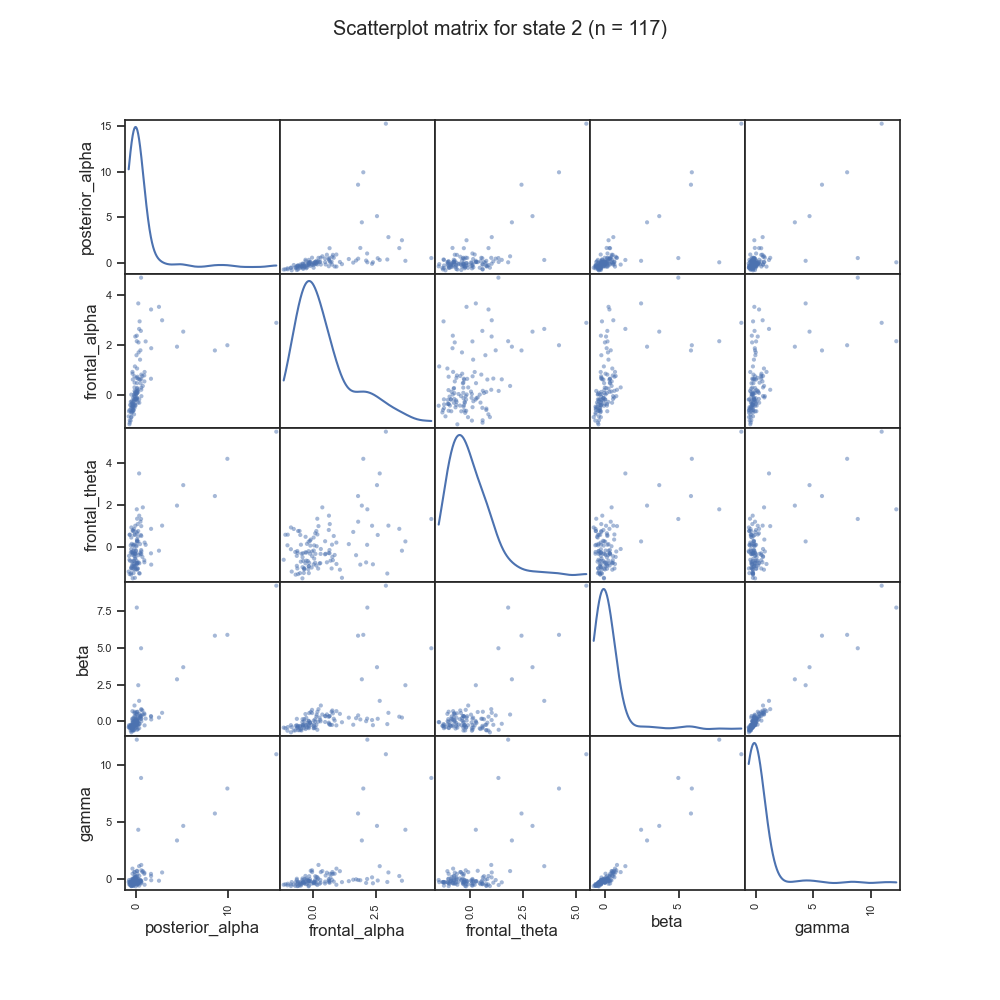 Scatterplot matrix for state 2 (n = 117)
posterior_alpha
15
10
5
0
frontal_alpha
4
2
0
frontal_theta
4
2
0
beta
7.5
5.0
2.5
0.0
gamma
10
5
0
0 10 0.0 2.5 0.0 2.5 5.0 0 5 0 5 10
posterior_alpha frontal_alpha frontal_theta beta gamma